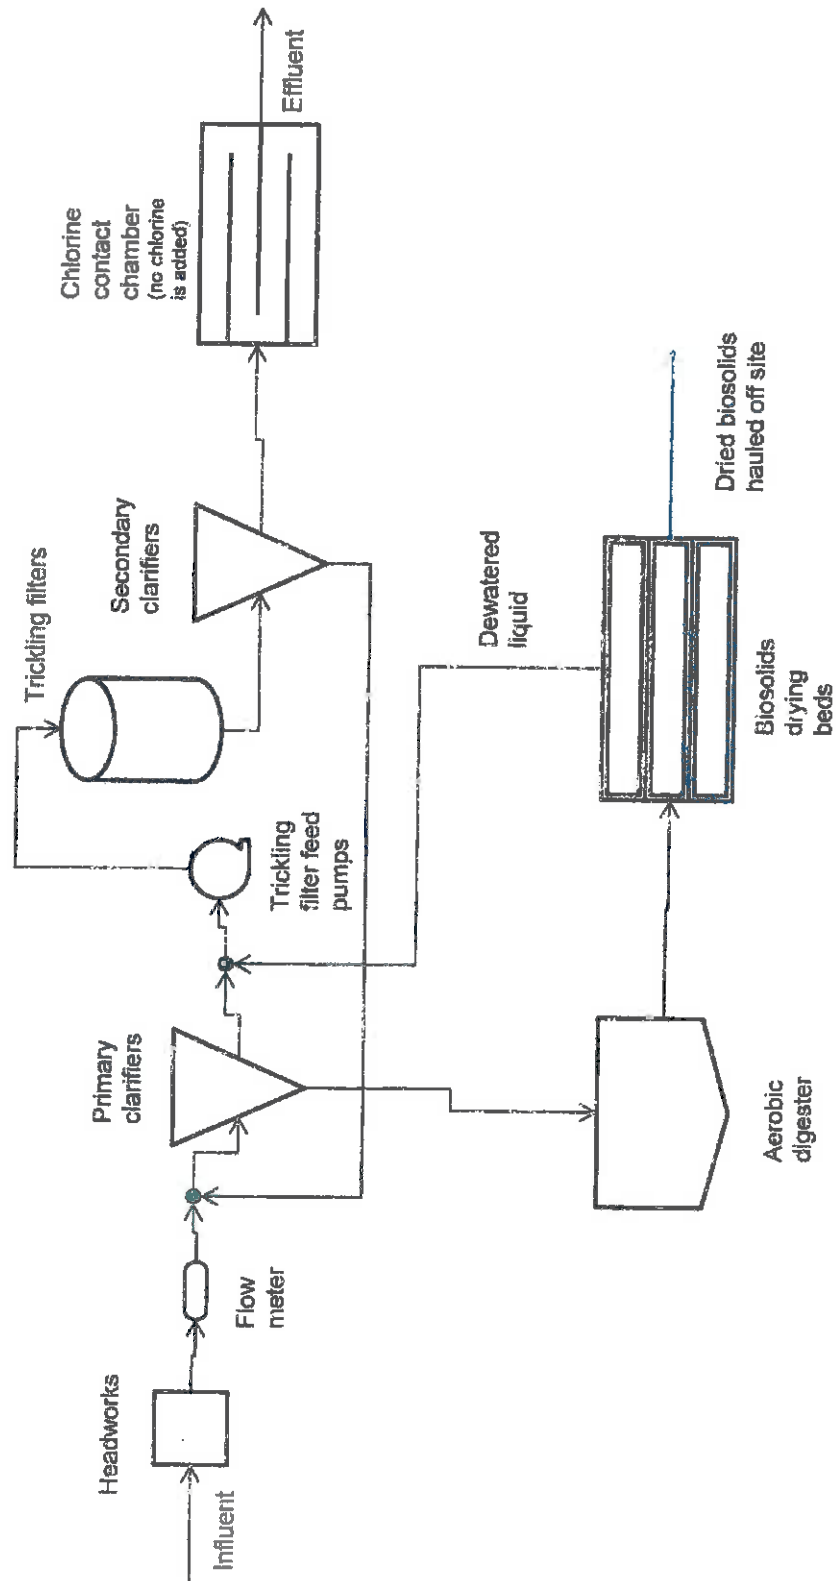 Influent
Headworks
Flow
meter
Primary
clarifiers
Trickling
filter feed
pumps
Trickling filters
Secondary
clarifiers
Chlorine
contact
chamber
(no chlorine
is added)
Effluent
Aerobic
digester
Biosolids
drying
beds
Dewatered
liquid
Dried biosolids
hauled off site